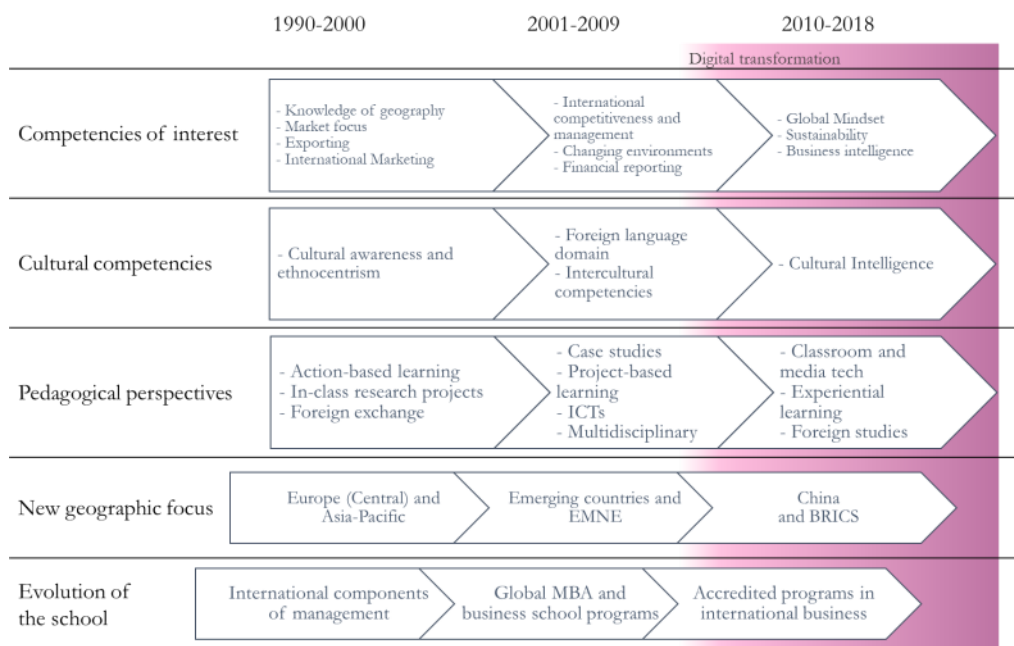 1990-2000
2001-2009
2010-2018
Digital transformation
Competencies of interest
- Knowledge of geography
- Market focus
- Exporting
- International Marketing
- International
competitiveness and
management
- Changing environments
- Financial reporting
- Global Mindset
- Sustainability
- Business intelligence
Cultural competencies
- Cultural awareness and
ethnocentrism
- Foreign language
domain
- Intercultural
competencies
- Cultural Intelligence
Pedagogical perspectives
- Action-based learning
- In-class research projects
- Foreign exchange
- Case studies
- Project-based
learning
- ICTs
- Multidisciplinary
- Classroom and
media tech
- Experiential
learning
- Foreign studies
New geographic focus
Europe (Central) and
Asia-Pacific
Emerging countries and
EMNE
China
and BRICS
Evolution of
the school
International components
of management
Global MBA and
business school programs
Accredited programs in
international business